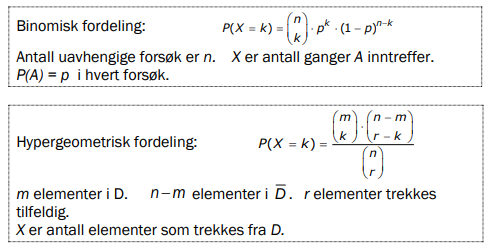 Binomisk fordeling: P(X = k) = (n k) · p^k · (1 − p)^(n−k)
Antall uavhengige forsøk er n. X er antall ganger A inntreffer.
P(A) = p i hvert forsøk.
Hypergeometrisk fordeling: P(X = k) = ((m k) · (n − m r − k)) / (n r)
m elementer i D. n − m elementer i D̅. r elementer trekkes
tilfeldig.
X er antall elementer som trekkes fra D.